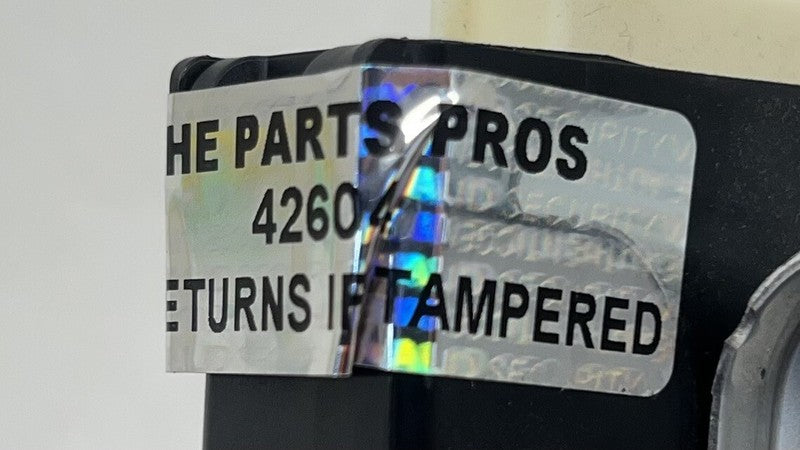 HE PARTS PROS
42604
ETURNS IF TAMPERED